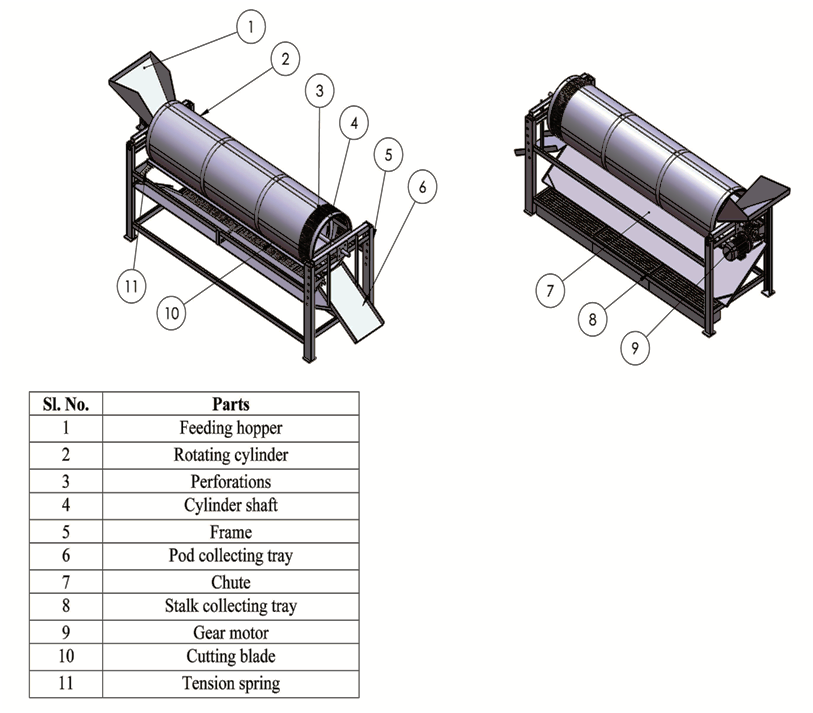 1
2
3
4
5
6
7
8
9
10
11
Sl. No. Parts
1 Feeding hopper
2 Rotating cylinder
3 Perforations
4 Cylinder shaft
5 Frame
6 Pod collecting tray
7 Chute
8 Stalk collecting tray
9 Gear motor
10 Cutting blade
11 Tension spring